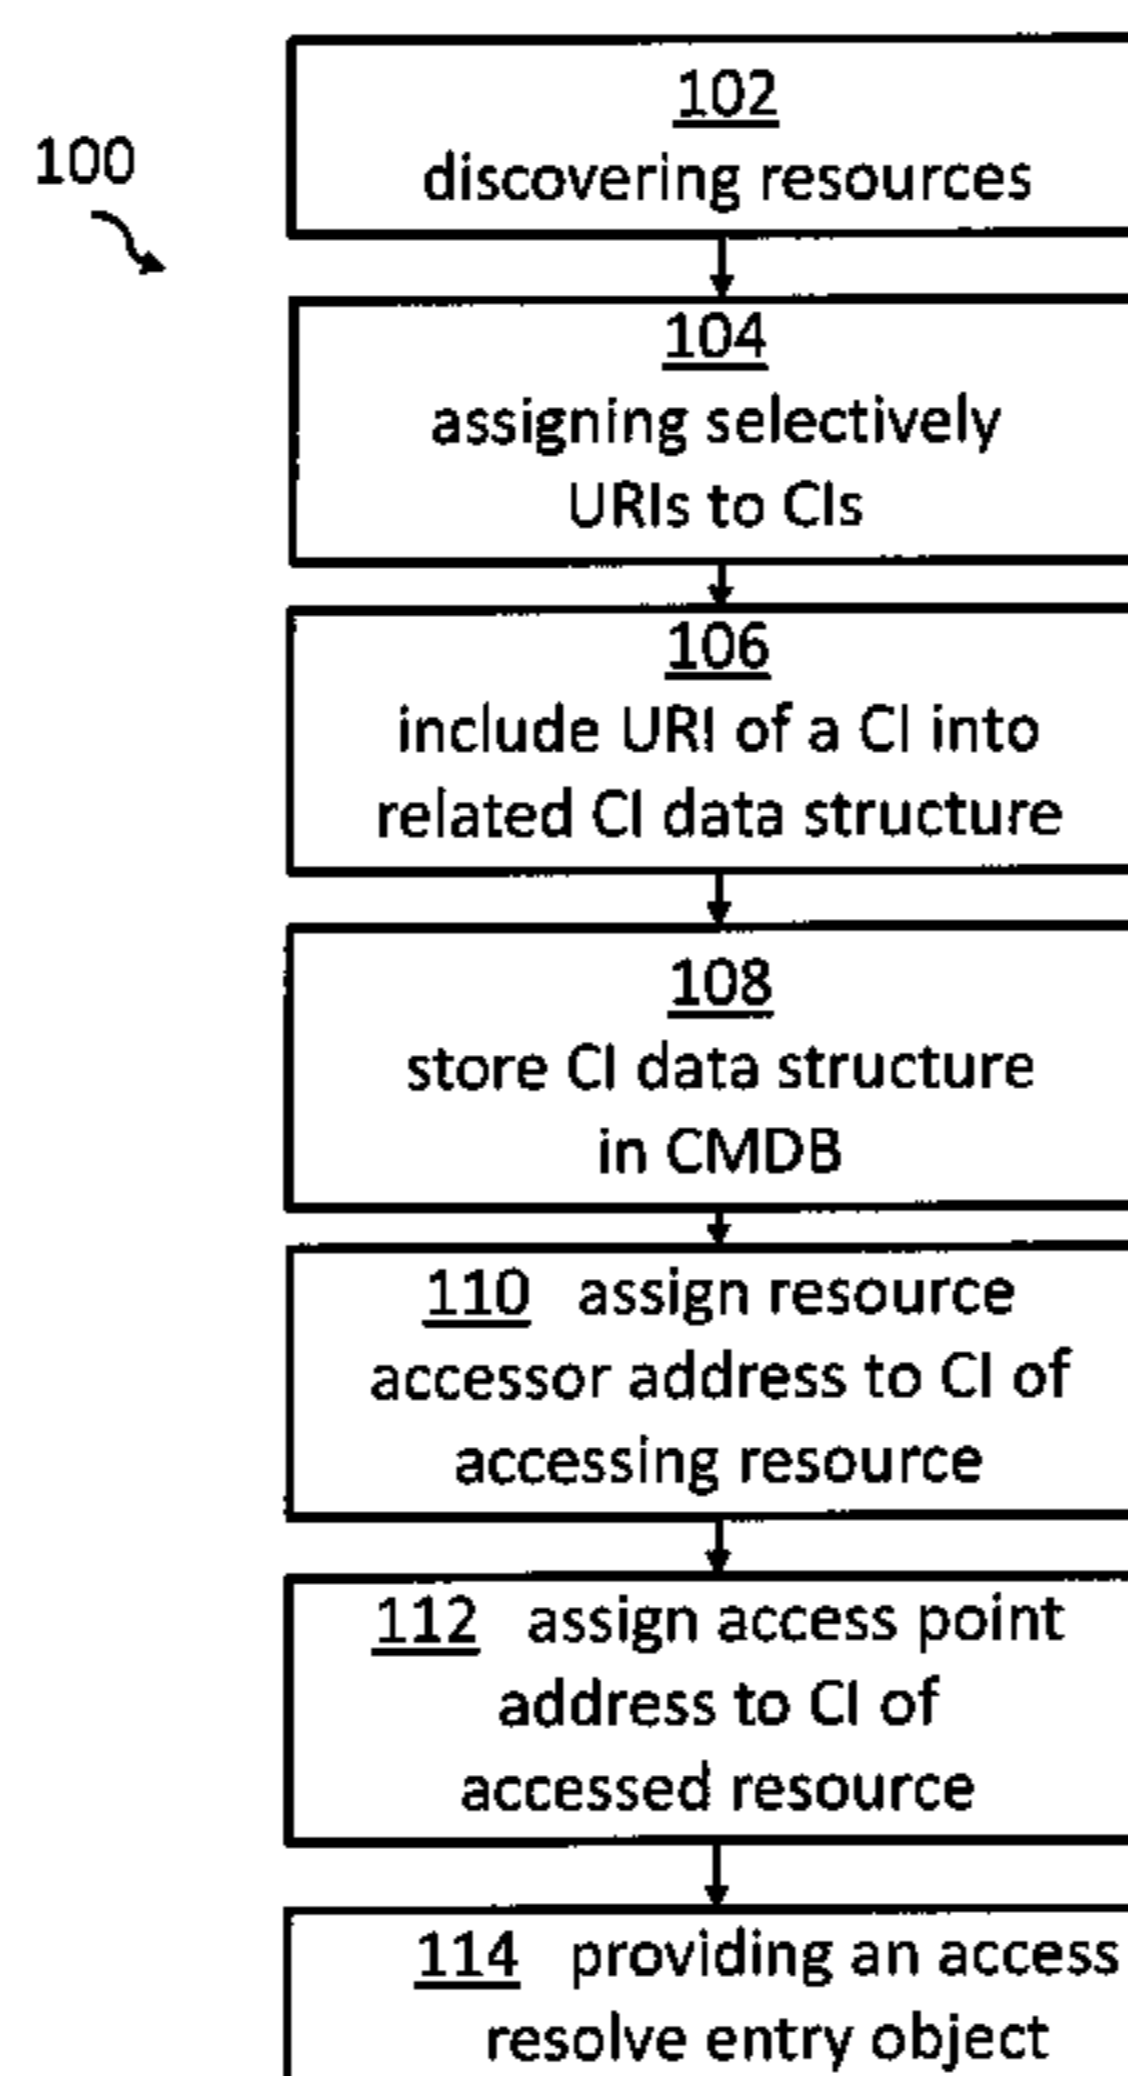 100
102
discovering resources
104
assigning selectively
URIs to CIs
106
include URI of a CI into
related CI data structure
108
store CI data structure
in CMDB
110 assign resource
accessor address to CI of
accessing resource
112 assign access point
address to CI of
accessed resource
114 providing an access
resolve entry object